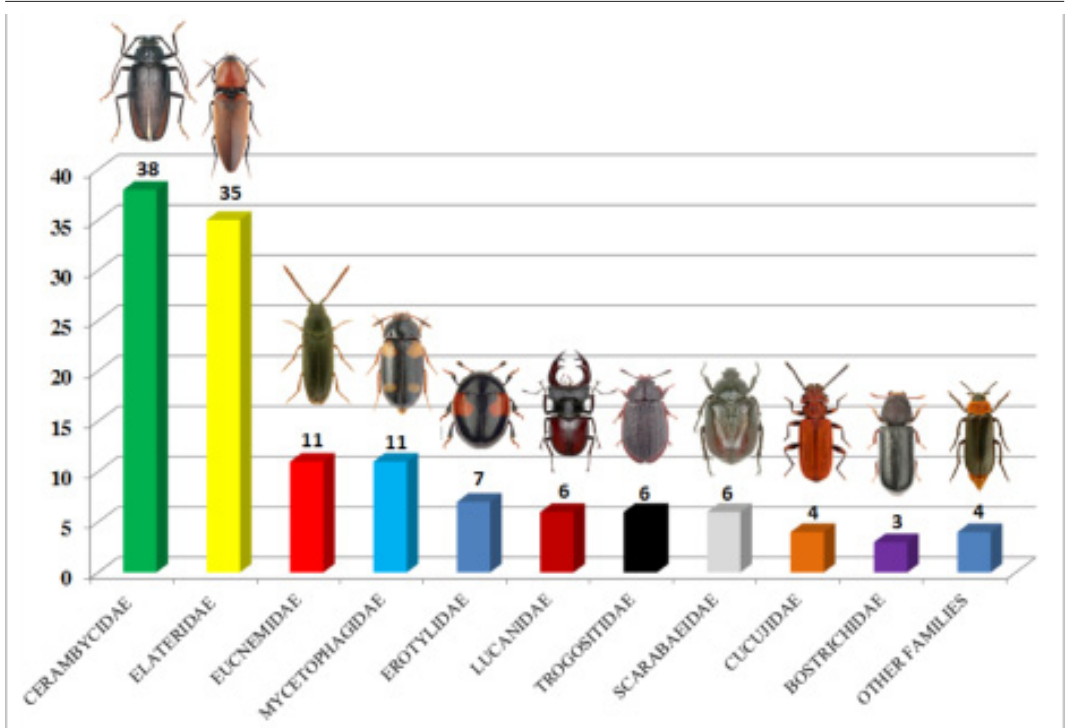 38
35
11
11
7
6
6
6
4
3
4
40
35
30
25
20
15
10
5
0
CERAMBYCIDAE
ELATERIDAE
EUCNEMIDAE
MYCETOPHAGIDAE
EROTYLIDAE
LUCANIDAE
TROGOSITIDAE
SCARABAEIDAE
CUCUJIDAE
BOSTRICHIDAE
OTHER FAMILIES